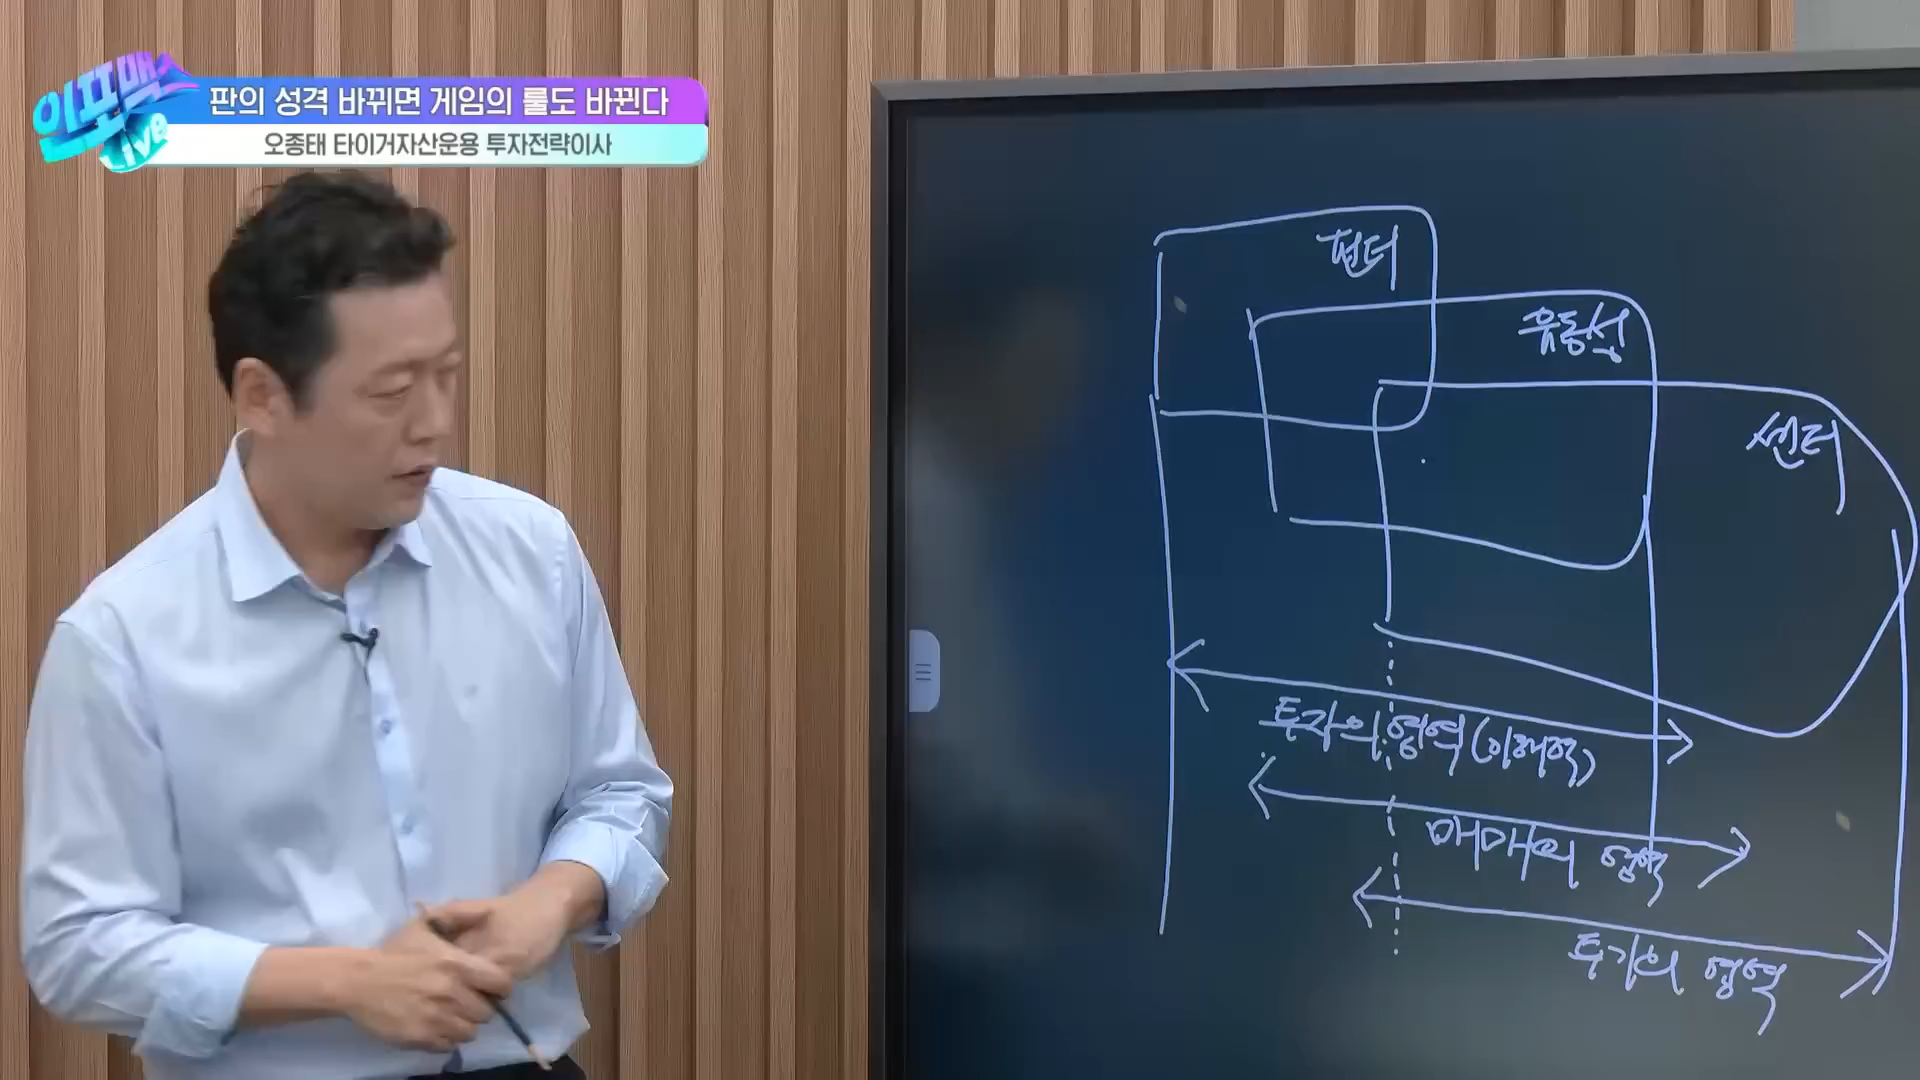 인포맥스
Live
판의 성격 바뀌면 게임의 룰도 바뀐다
오종태 타이거자산운용 투자전략이사
펀더
유동성
센티
투자의 영역 (이해력)
매매의 영역
투기의 영역